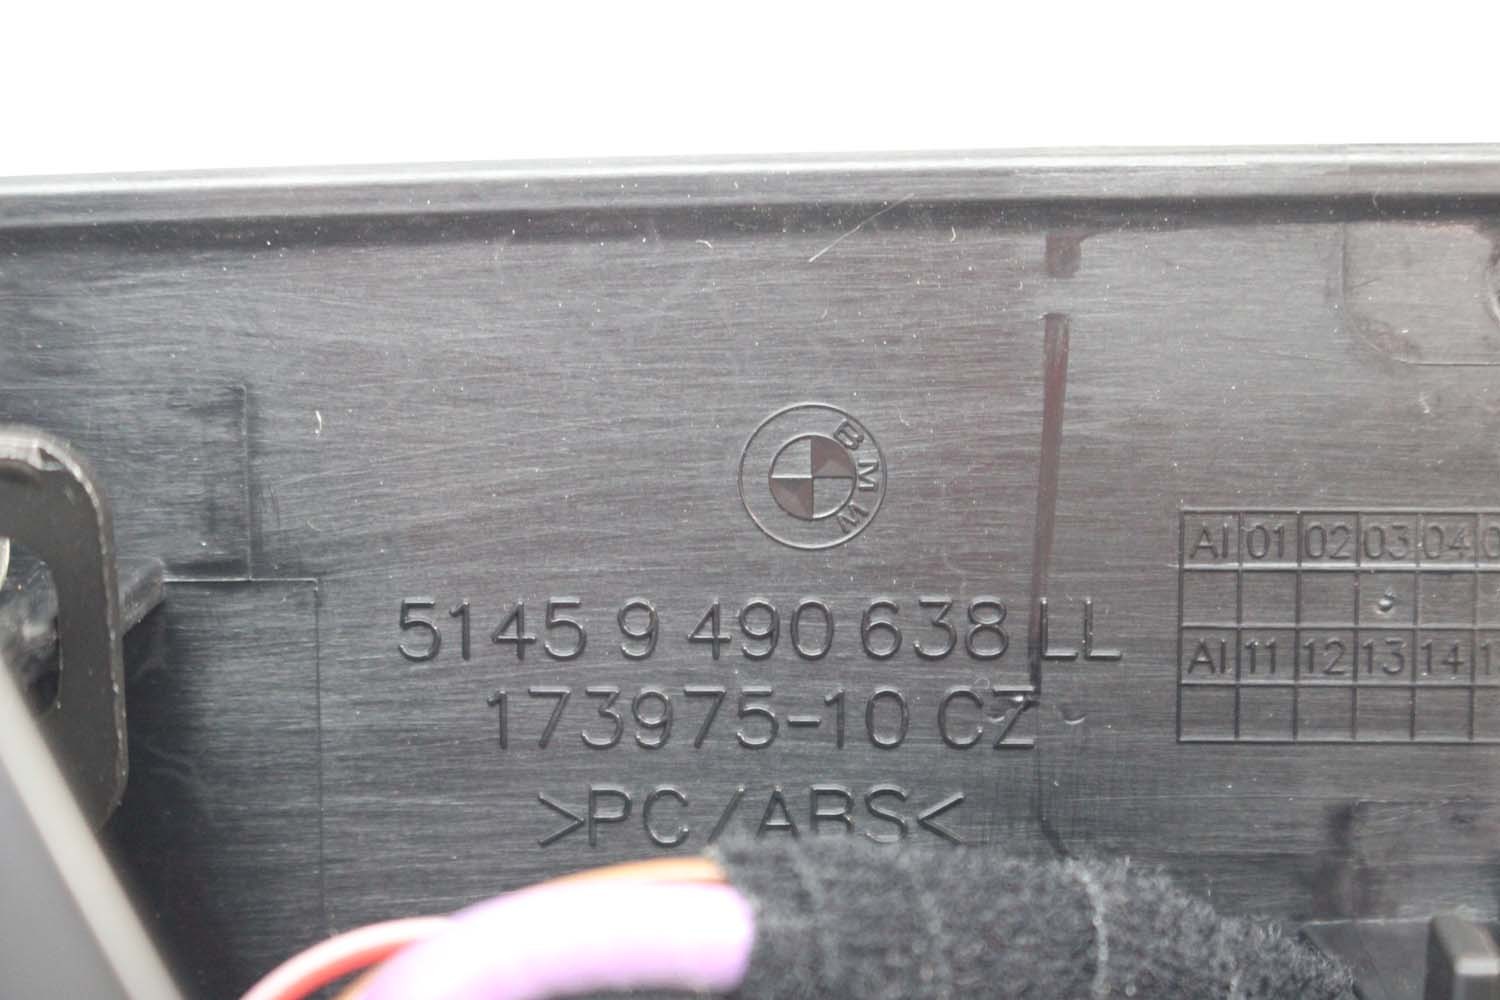 BMW
5145 9 490 638 LL
173975-10 CZ
>PC/ABS<
AI 01 02 03 04
AI 11 12 13 14